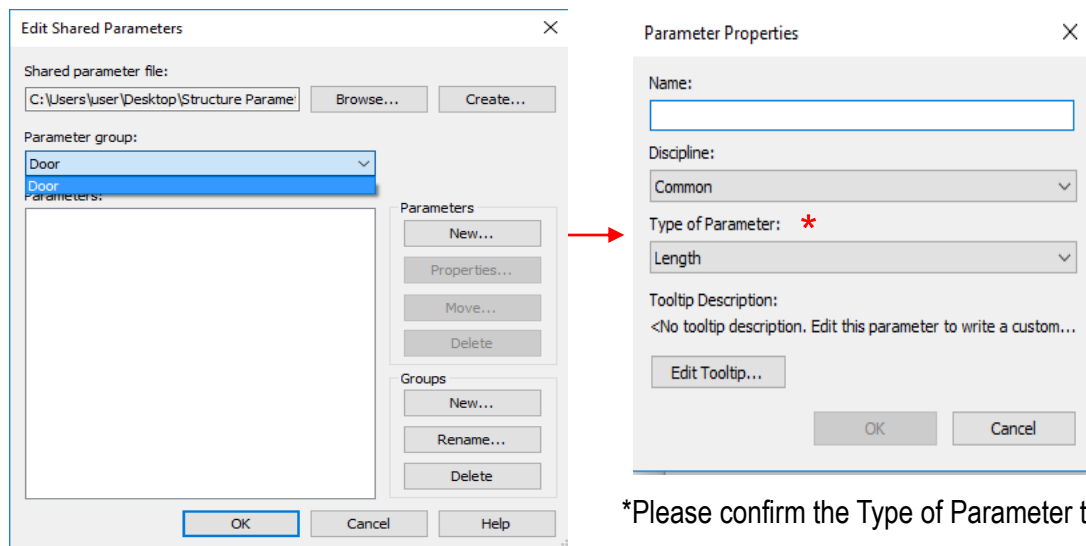 Edit Shared Parameters
Shared parameter file:
C:\Users\user\Desktop\Structure Parame
Browse...
Create...
Parameter group:
Door
Door
Parameters:
Parameters
New...
Properties...
Move...
Delete
Groups
New...
Rename...
Delete
OK
Cancel
Help
Parameter Properties
Name:
Discipline:
Common
Type of Parameter: *
Length
Tooltip Description:
<No tooltip description. Edit this parameter to write a custom...
Edit Tooltip...
OK
Cancel
*Please confirm the Type of Parameter t